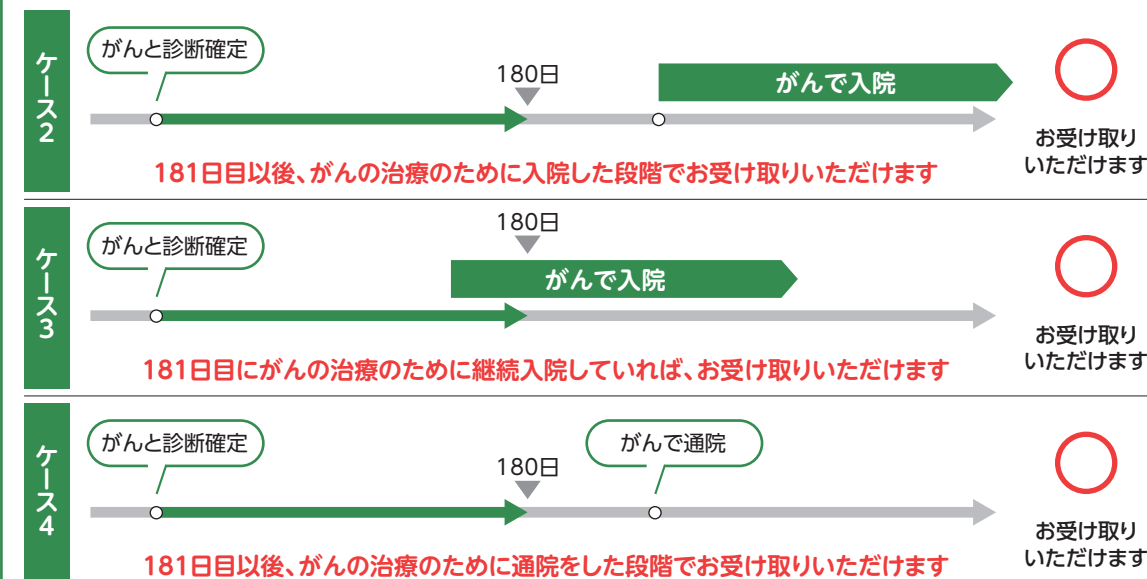 ケース2
がんと診断確定
180日
がんで入院
お受け取り
いただけます
181日目以後、がんの治療のために入院した段階でお受け取りいただけます
ケース3
がんと診断確定
180日
がんで入院
お受け取り
いただけます
181日目にがんの治療のために継続入院していれば、お受け取りいただけます
ケース4
がんと診断確定
180日
がんで通院
お受け取り
いただけます
181日目以後、がんの治療のために通院をした段階でお受け取りいただけます